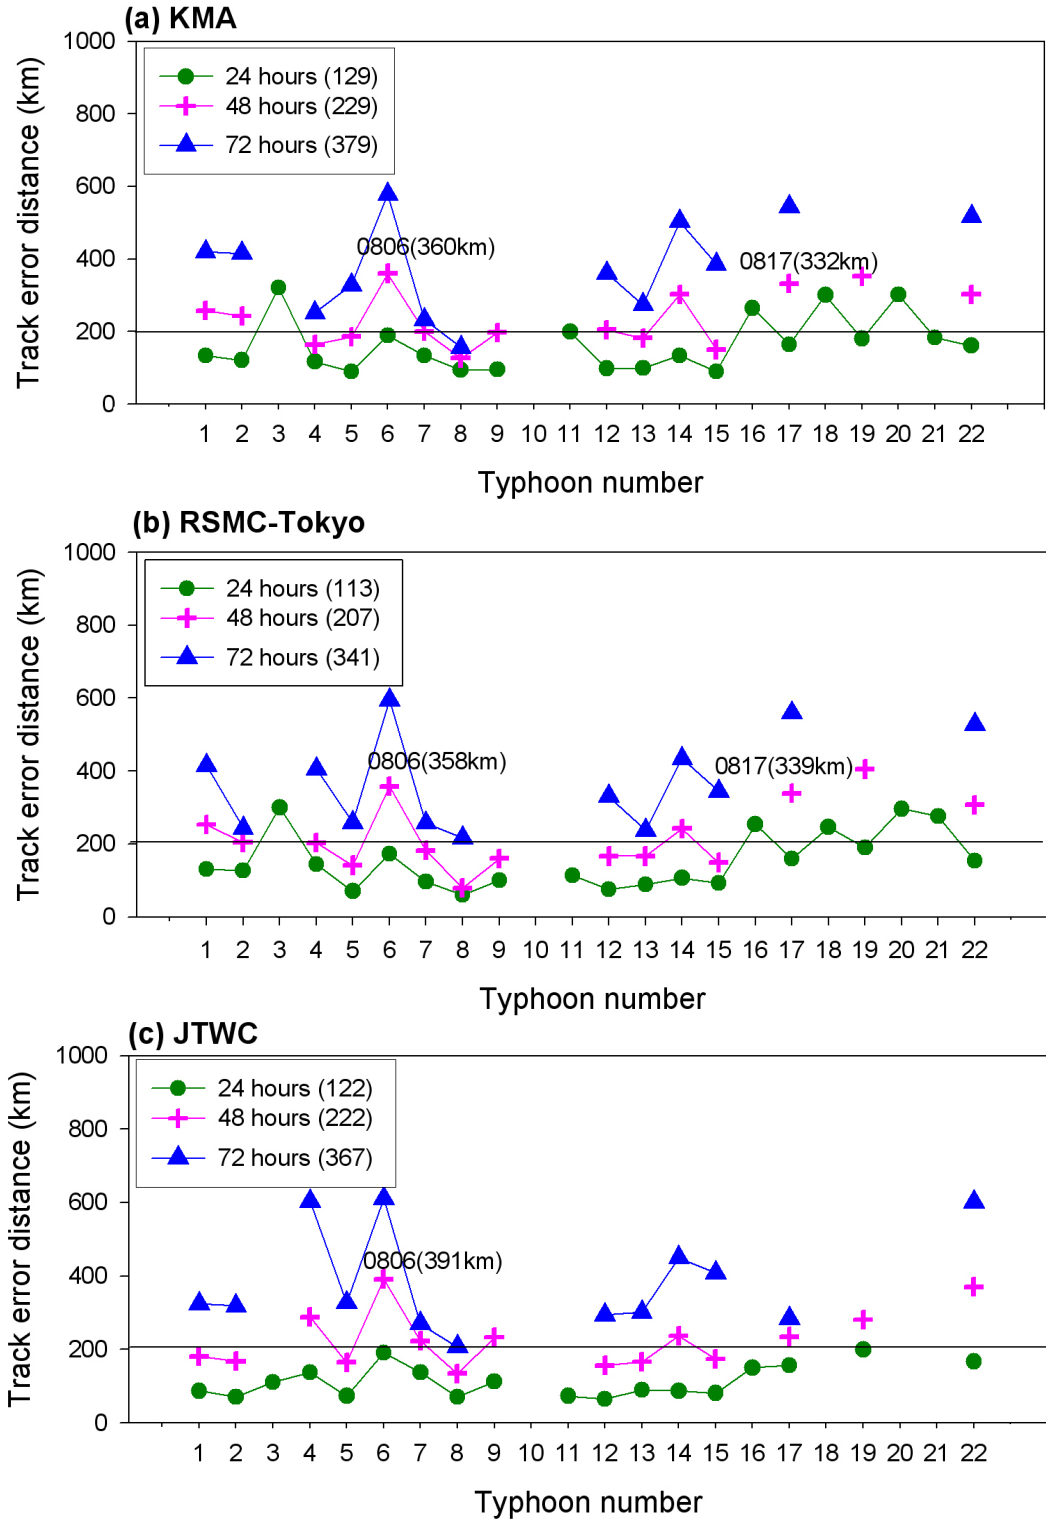 (a) KMA
Track error distance (km)
1000
800
600
400
200
0
24 hours (129)
48 hours (229)
72 hours (379)
0806(360km)
0817(332km)
1 2 3 4 5 6 7 8 9 10 11 12 13 14 15 16 17 18 19 20 21 22
Typhoon number
(b) RSMC-Tokyo
Track error distance (km)
1000
800
600
400
200
0
24 hours (113)
48 hours (207)
72 hours (341)
0806(358km)
0817(339km)
1 2 3 4 5 6 7 8 9 10 11 12 13 14 15 16 17 18 19 20 21 22
Typhoon number
(c) JTWC
Track error distance (km)
1000
800
600
400
200
0
24 hours (122)
48 hours (222)
72 hours (367)
0806(391km)
1 2 3 4 5 6 7 8 9 10 11 12 13 14 15 16 17 18 19 20 21 22
Typhoon number